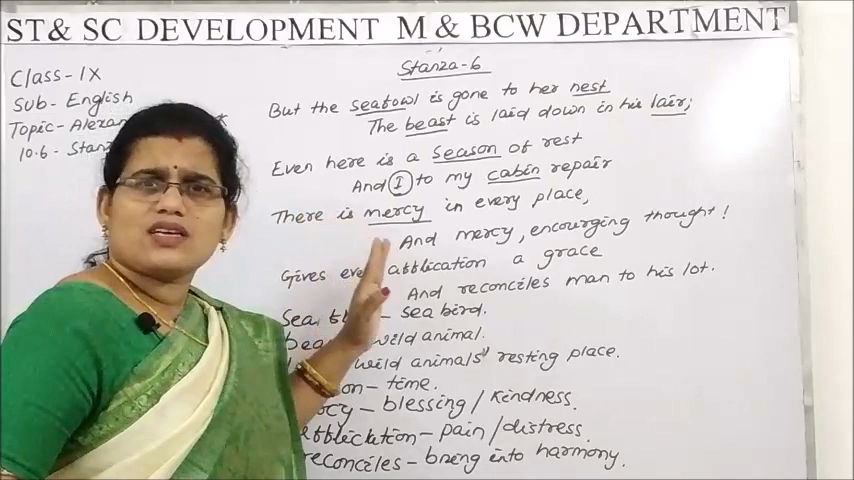 ST& SC DEVELOPMENT M & BCW DEPARTMENT
Class-IX
Sub- English
Topic-
10.6-
Stanza-6
But the seafowl is gone to her nest
The beast is laid down in his lair;
Even here is a season of rest
And I to my cabin repair
There is mercy in every place,
And mercy, encourging thought!
Gives even affliction a grace
And reconciles man to his lot.
Sea - sea bird.
wild animal.
wild animals' resting place.
- time.
- blessing/Kindness.
affliction - pain/distress.
reconciles - bring into harmony.